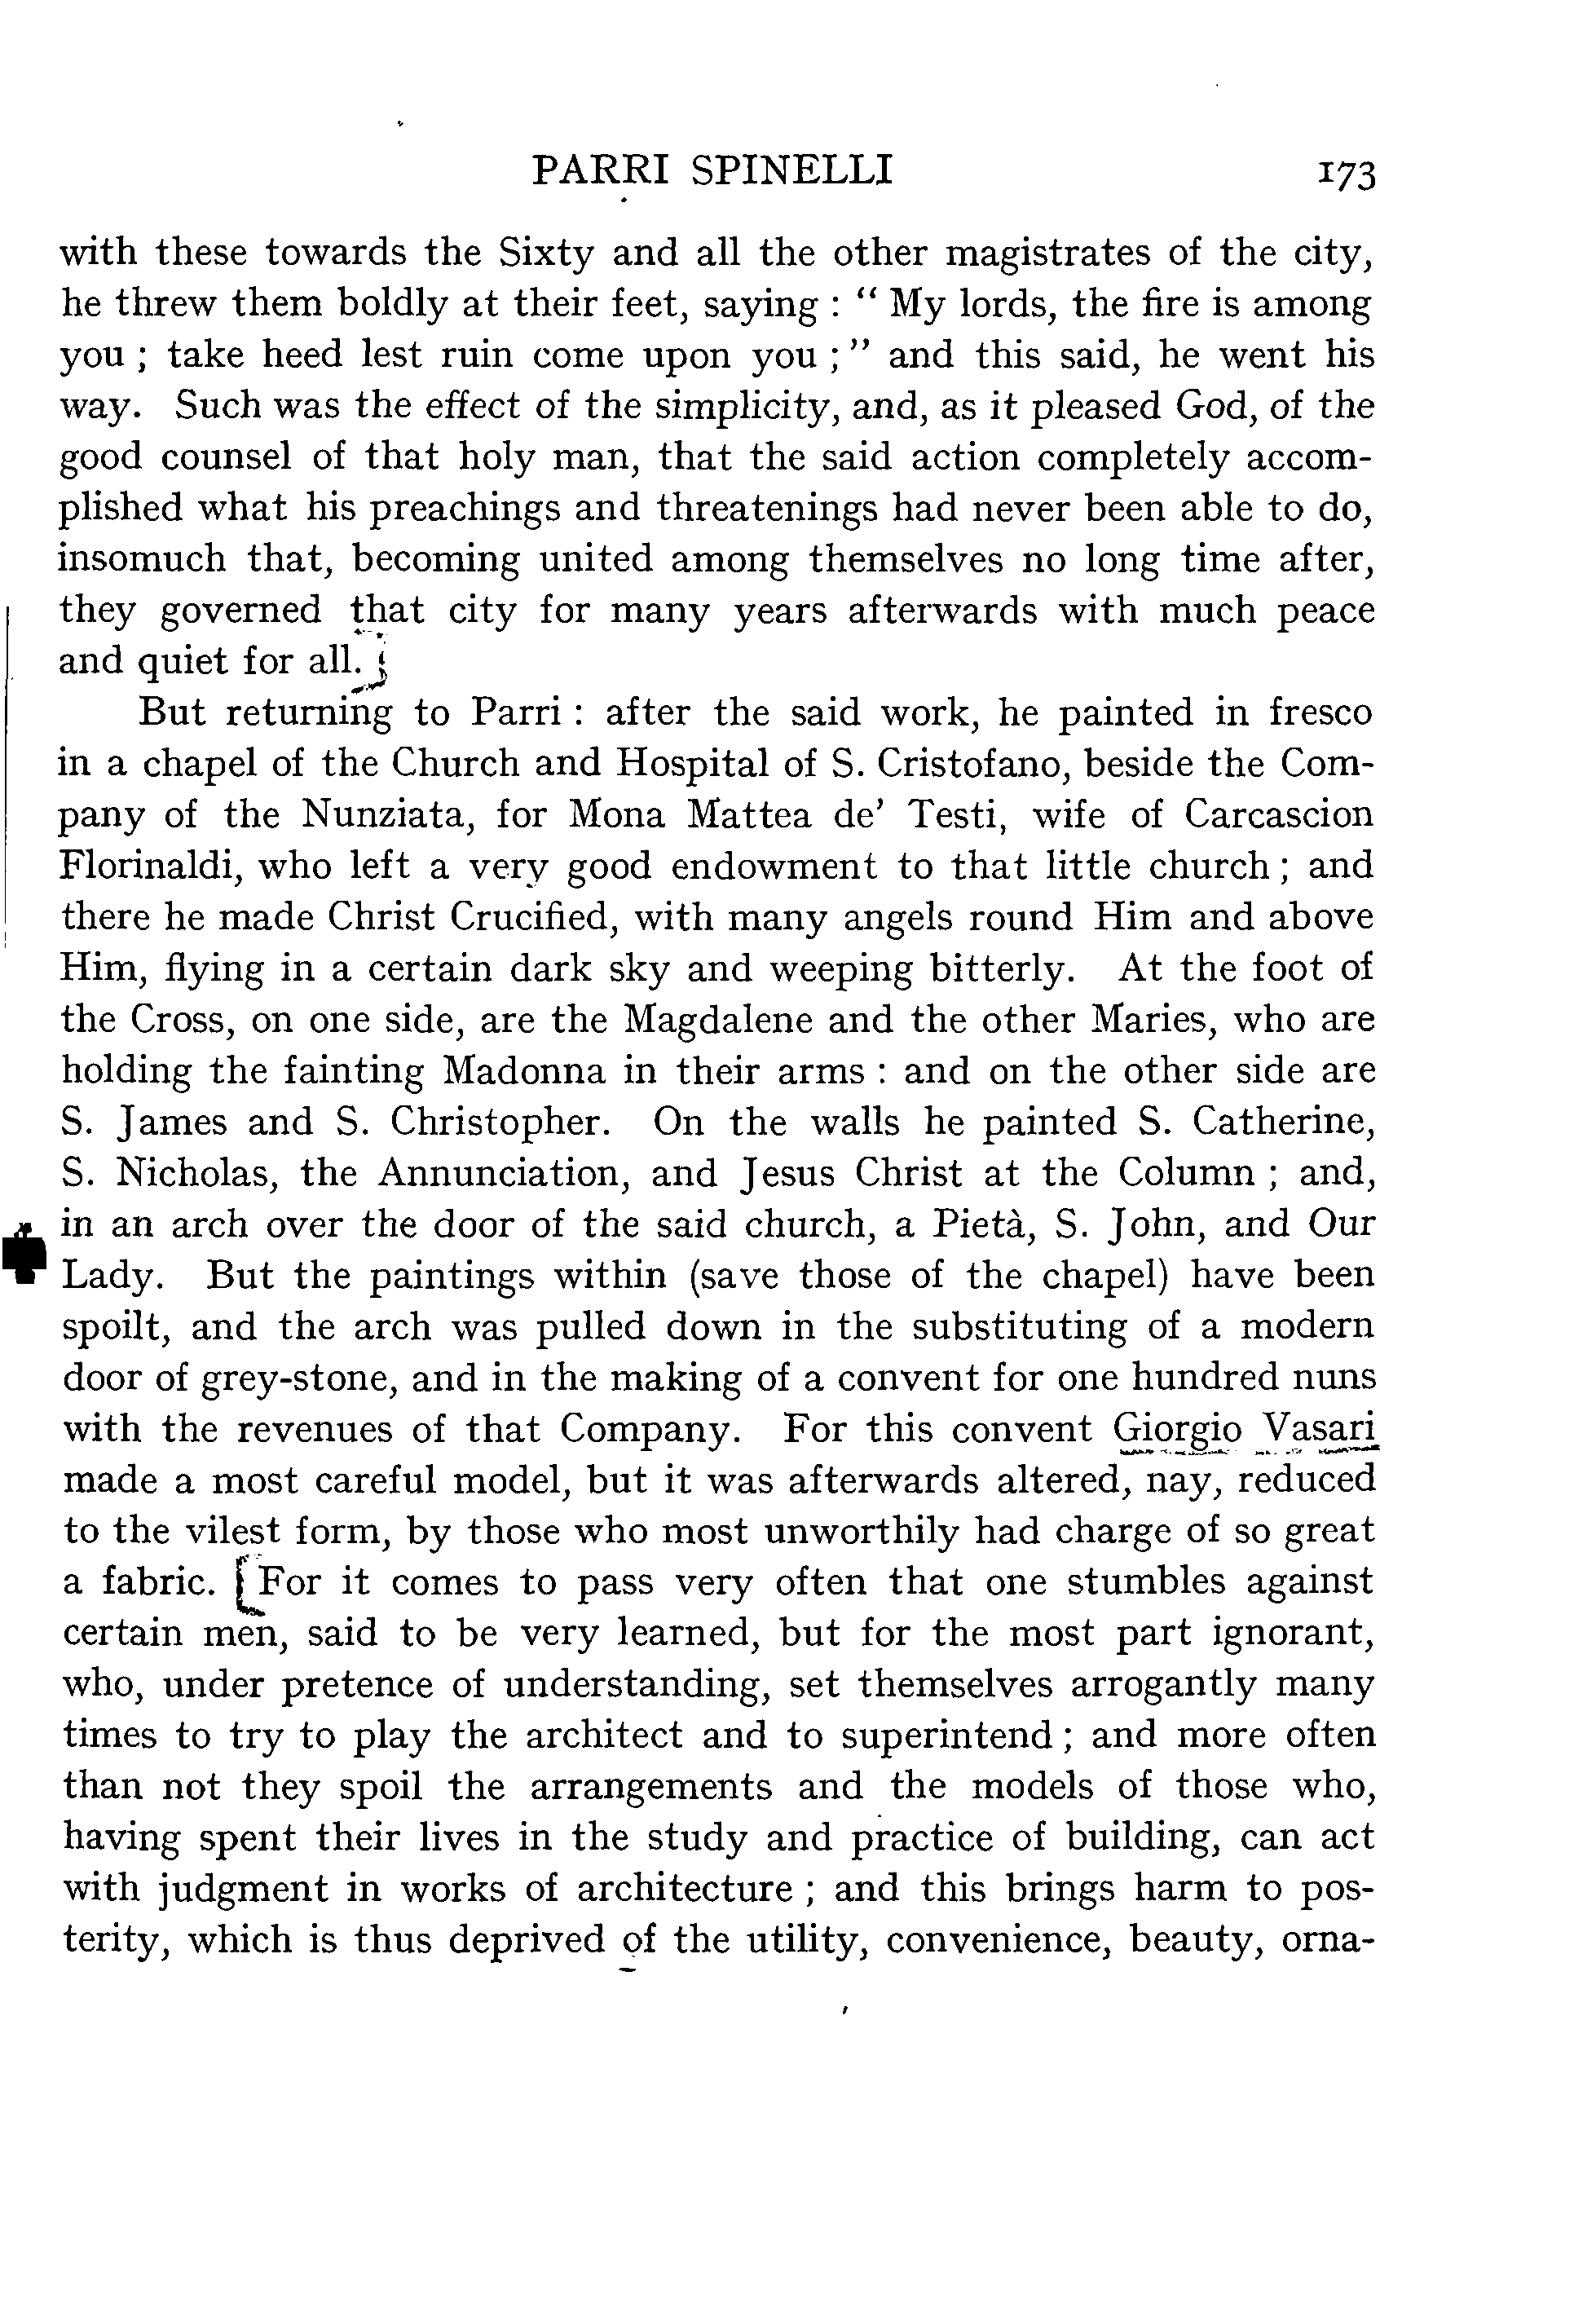 PARRI SPINELLI 173
with these towards the Sixty and all the other magistrates of the city,
he threw them boldly at their feet, saying : “ My lords, the fire is among
you ; take heed lest ruin come upon you ; ” and this said, he went his
way. Such was the effect of the simplicity, and, as it pleased God, of the
good counsel of that holy man, that the said action completely accom-
plished what his preachings and threatenings had never been able to do,
insomuch that, becoming united among themselves no long time after,
they governed that city for many years afterwards with much peace
and quiet for all.
But returning to Parri : after the said work, he painted in fresco
in a chapel of the Church and Hospital of S. Cristofano, beside the Com-
pany of the Nunziata, for Mona Mattea de’ Testi, wife of Carcascion
Florinaldi, who left a very good endowment to that little church ; and
there he made Christ Crucified, with many angels round Him and above
Him, flying in a certain dark sky and weeping bitterly. At the foot of
the Cross, on one side, are the Magdalene and the other Maries, who are
holding the fainting Madonna in their arms : and on the other side are
S. James and S. Christopher. On the walls he painted S. Catherine,
S. Nicholas, the Annunciation, and Jesus Christ at the Column ; and,
in an arch over the door of the said church, a Pietà, S. John, and Our
Lady. But the paintings within (save those of the chapel) have been
spoilt, and the arch was pulled down in the substituting of a modern
door of grey-stone, and in the making of a convent for one hundred nuns
with the revenues of that Company. For this convent Giorgio Vasari
made a most careful model, but it was afterwards altered, nay, reduced
to the vilest form, by those who most unworthily had charge of so great
a fabric. [For it comes to pass very often that one stumbles against
certain men, said to be very learned, but for the most part ignorant,
who, under pretence of understanding, set themselves arrogantly many
times to try to play the architect and to superintend ; and more often
than not they spoil the arrangements and the models of those who,
having spent their lives in the study and practice of building, can act
with judgment in works of architecture ; and this brings harm to pos-
terity, which is thus deprived of the utility, convenience, beauty, orna-